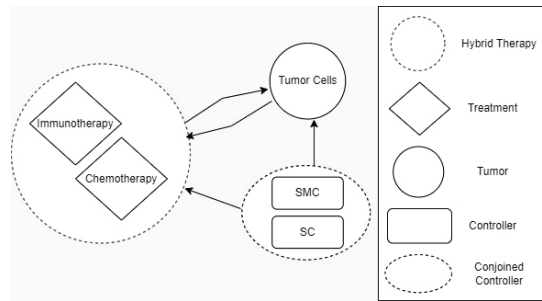 Tumor Cells
Immunotherapy
Chemotherapy
SMC
SC
Hybrid Therapy
Treatment
Tumor
Controller
Conjoined
Controller